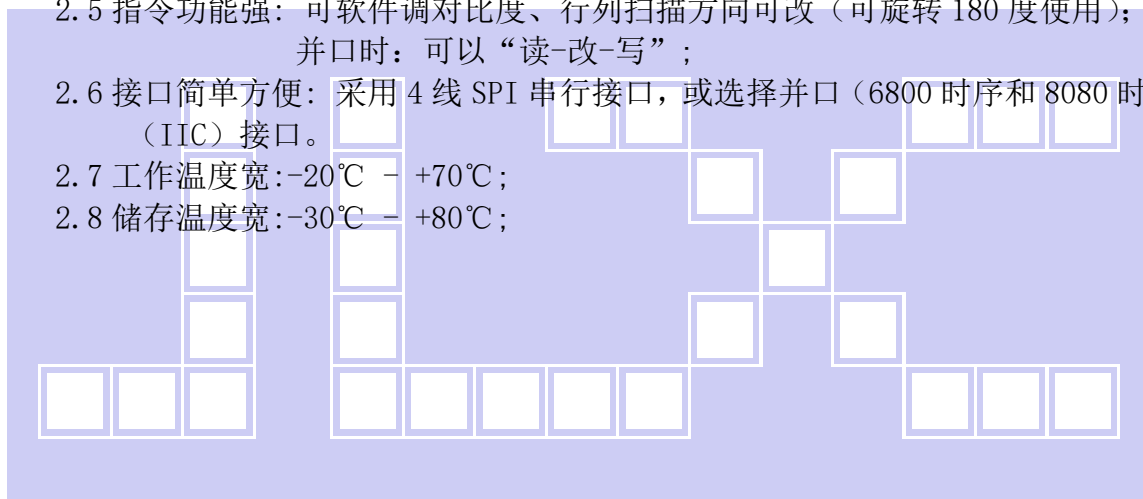 2.5 指令功能强: 可软件调对比度、行列扫描方向可改（可旋转 180 度使用）;
并口时: 可以“读-改-写”;
2.6 接口简单方便: 采用 4 线 SPI 串行接口，或选择并口（6800 时序和 8080 时
（IIC）接口。
2.7 工作温度宽:-20℃ - +70℃;
2.8 储存温度宽:-30℃ - +80℃;